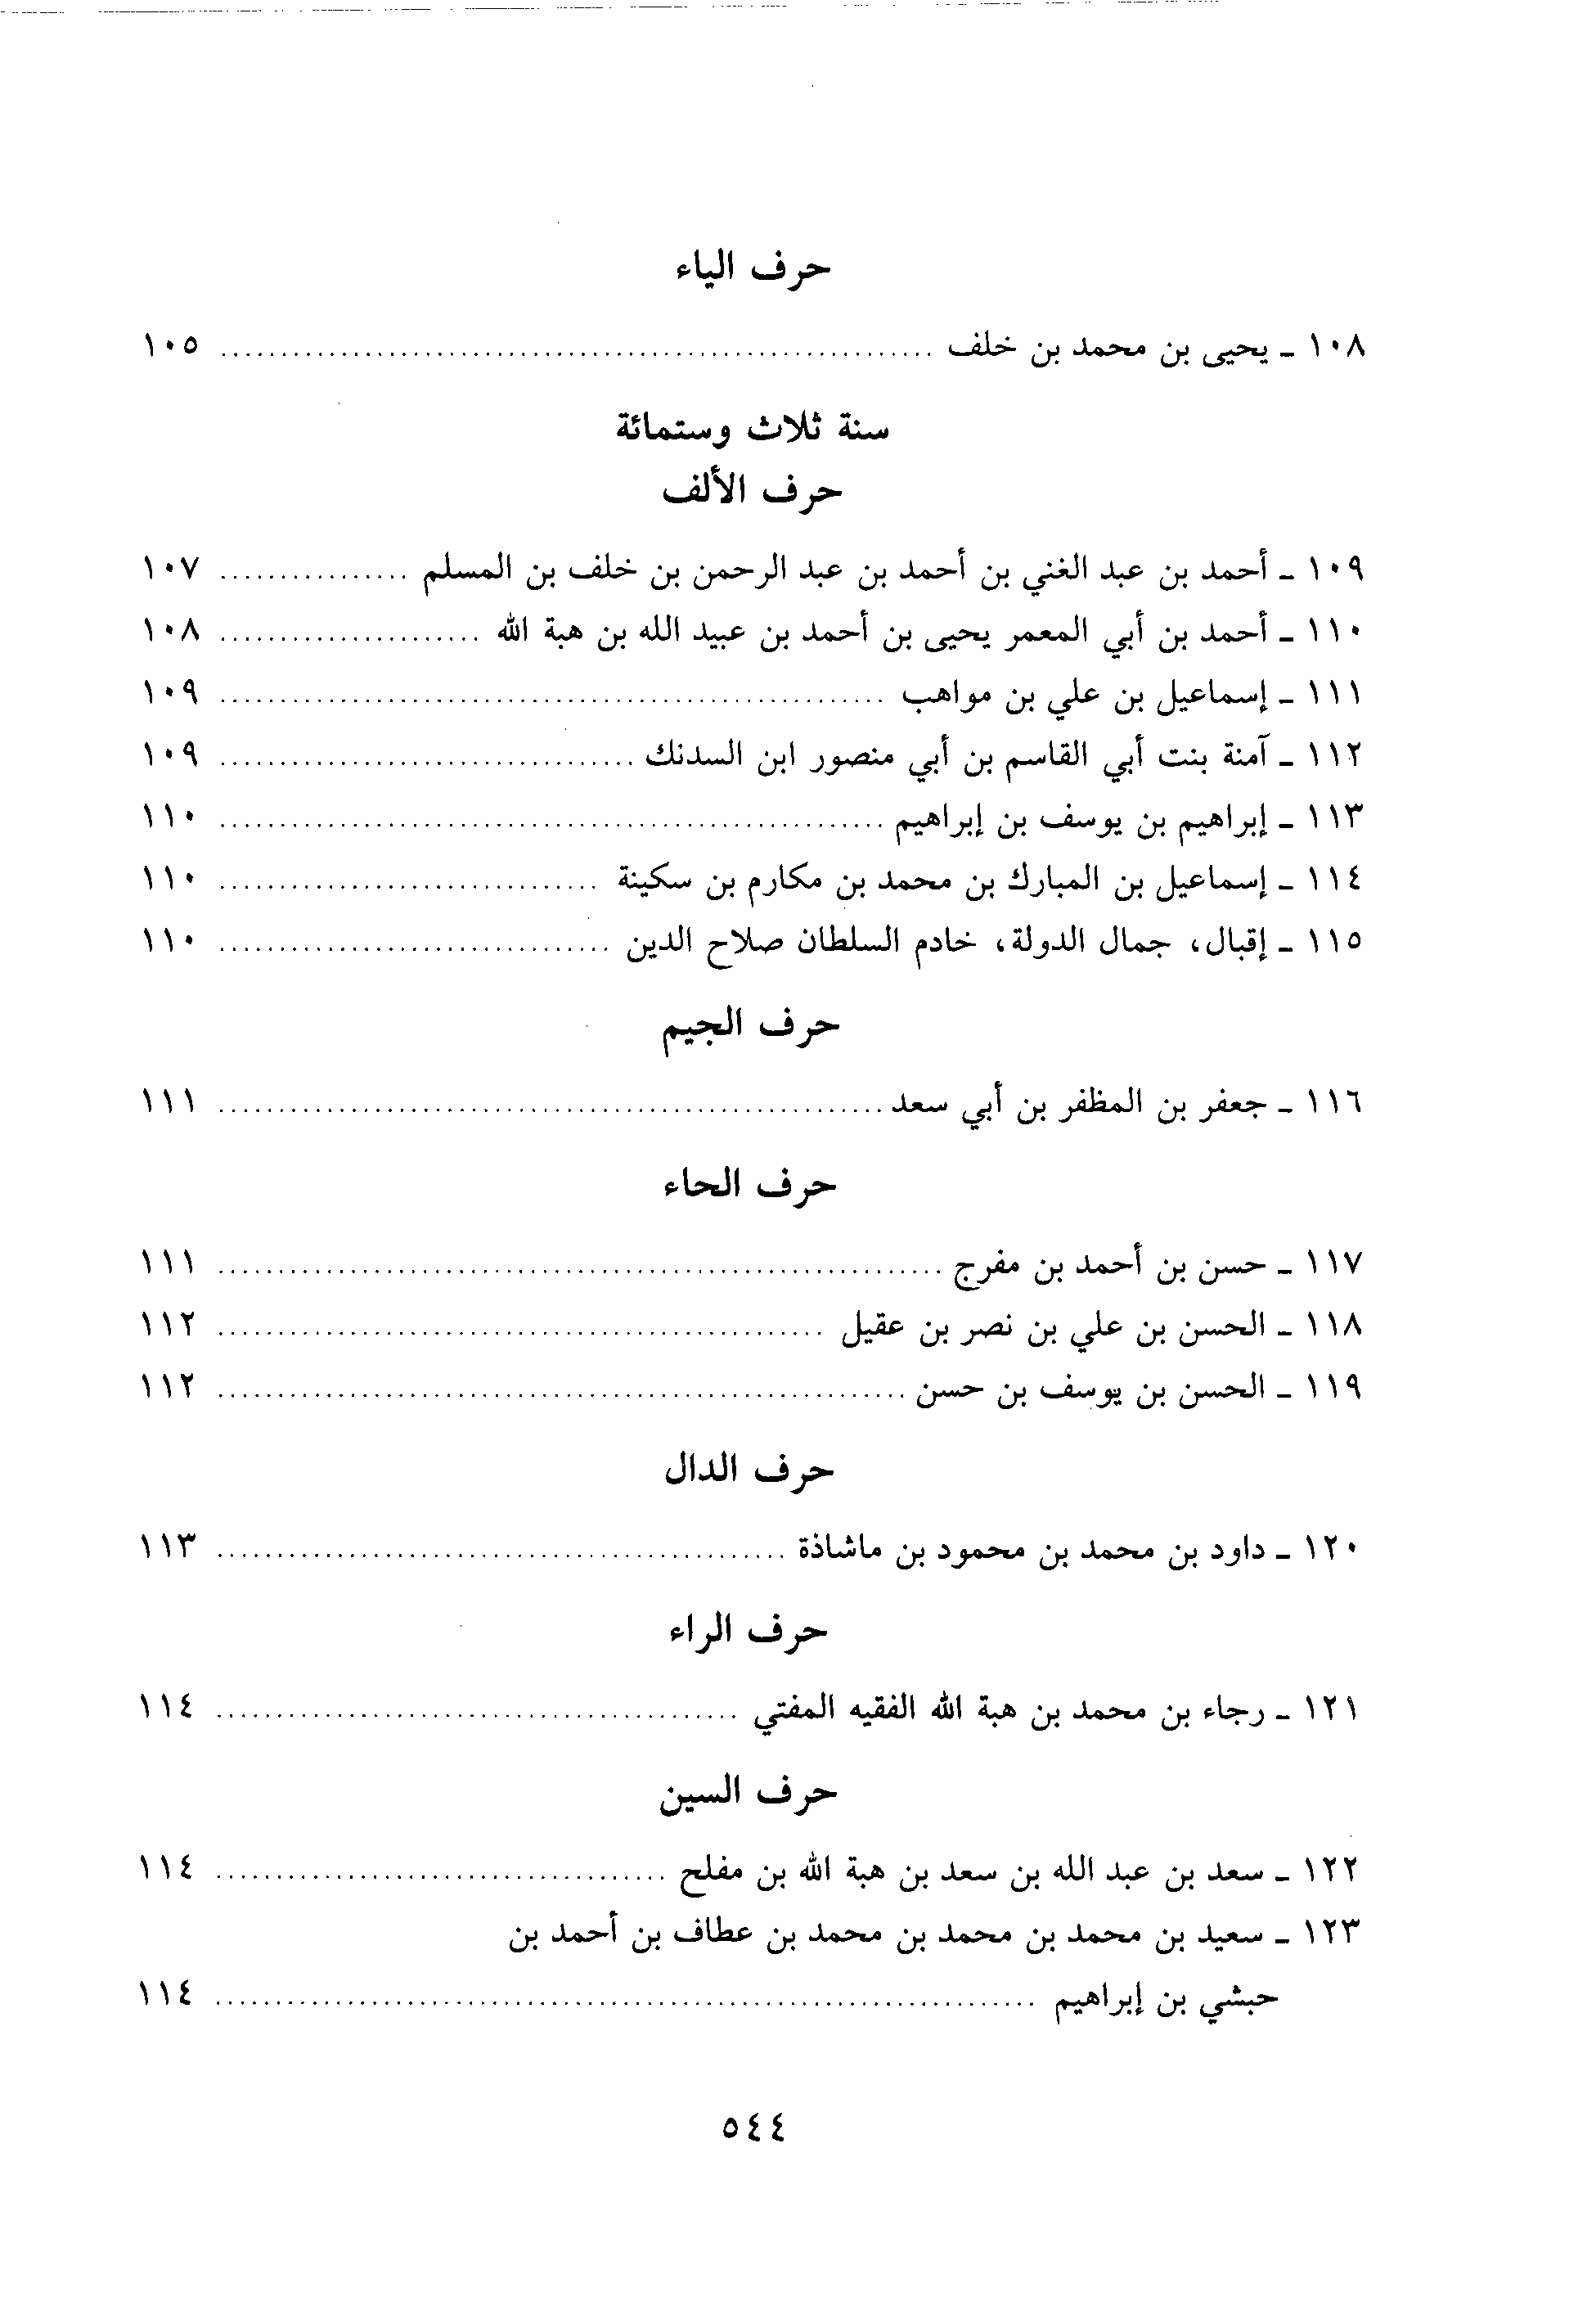 حرف الياء
١٠٨ - يحيى بن محمد بن خلف ........................................ ١٠٥
سنة ثلاث وستمائة
حرف الألف
١٠٩ - أحمد بن عبد الغني بن أحمد بن عبد الرحمن بن خلف بن المسلم ................ ١٠٧
١١٠ - أحمد بن أبي المعمر يحيى بن أحمد بن عبيد الله بن هبة الله ...................... ١٠٨
١١١ - إسماعيل بن علي بن مواهب ........................................ ١٠٩
١١٢ - آمنة بنت أبي القاسم بن أبي منصور ابن السدنك ................................ ١٠٩
١١٣ - إبراهيم بن يوسف بن إبراهيم ........................................ ١١٠
١١٤ - إسماعيل بن المبارك بن محمد بن مكارم بن سكينة ................................ ١١٠
١١٥ - إقبال، جمال الدولة، خادم السلطان صلاح الدين ................................ ١١٠
حرف الجيم
١١٦ - جعفر بن المظفر بن أبي سعد ........................................ ١١١
حرف الحاء
١١٧ - حسن بن أحمد بن مفرج ........................................ ١١١
١١٨ - الحسن بن علي بن نصر بن عقيل ........................................ ١١٢
١١٩ - الحسن بن يوسف بن حسن ........................................ ١١٢
حرف الدال
١٢٠ - داود بن محمد بن محمود بن ماشاذة ........................................ ١١٣
حرف الراء
١٢١ - رجاء بن محمد بن هبة الله الفقيه المفتي ........................................ ١١٤
حرف السين
١٢٢ - سعد بن عبد الله بن سعد بن هبة الله بن مفلح ................................ ١١٤
١٢٣ - سعيد بن محمد بن محمد بن محمد بن عطاف بن أحمد بن
حبشي بن إبراهيم ........................................ ١١٤
٥٤٤